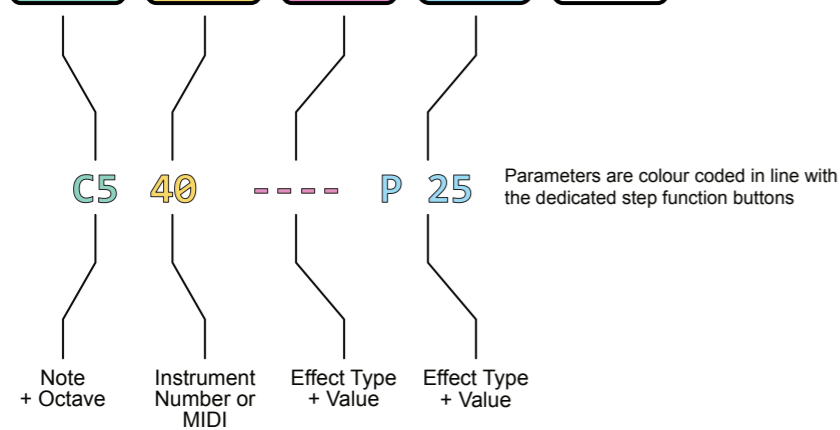 C5 40 ---- P 25
Parameters are colour coded in line with
the dedicated step function buttons
Note
+ Octave
Instrument
Number or
MIDI
Effect Type
+ Value
Effect Type
+ Value